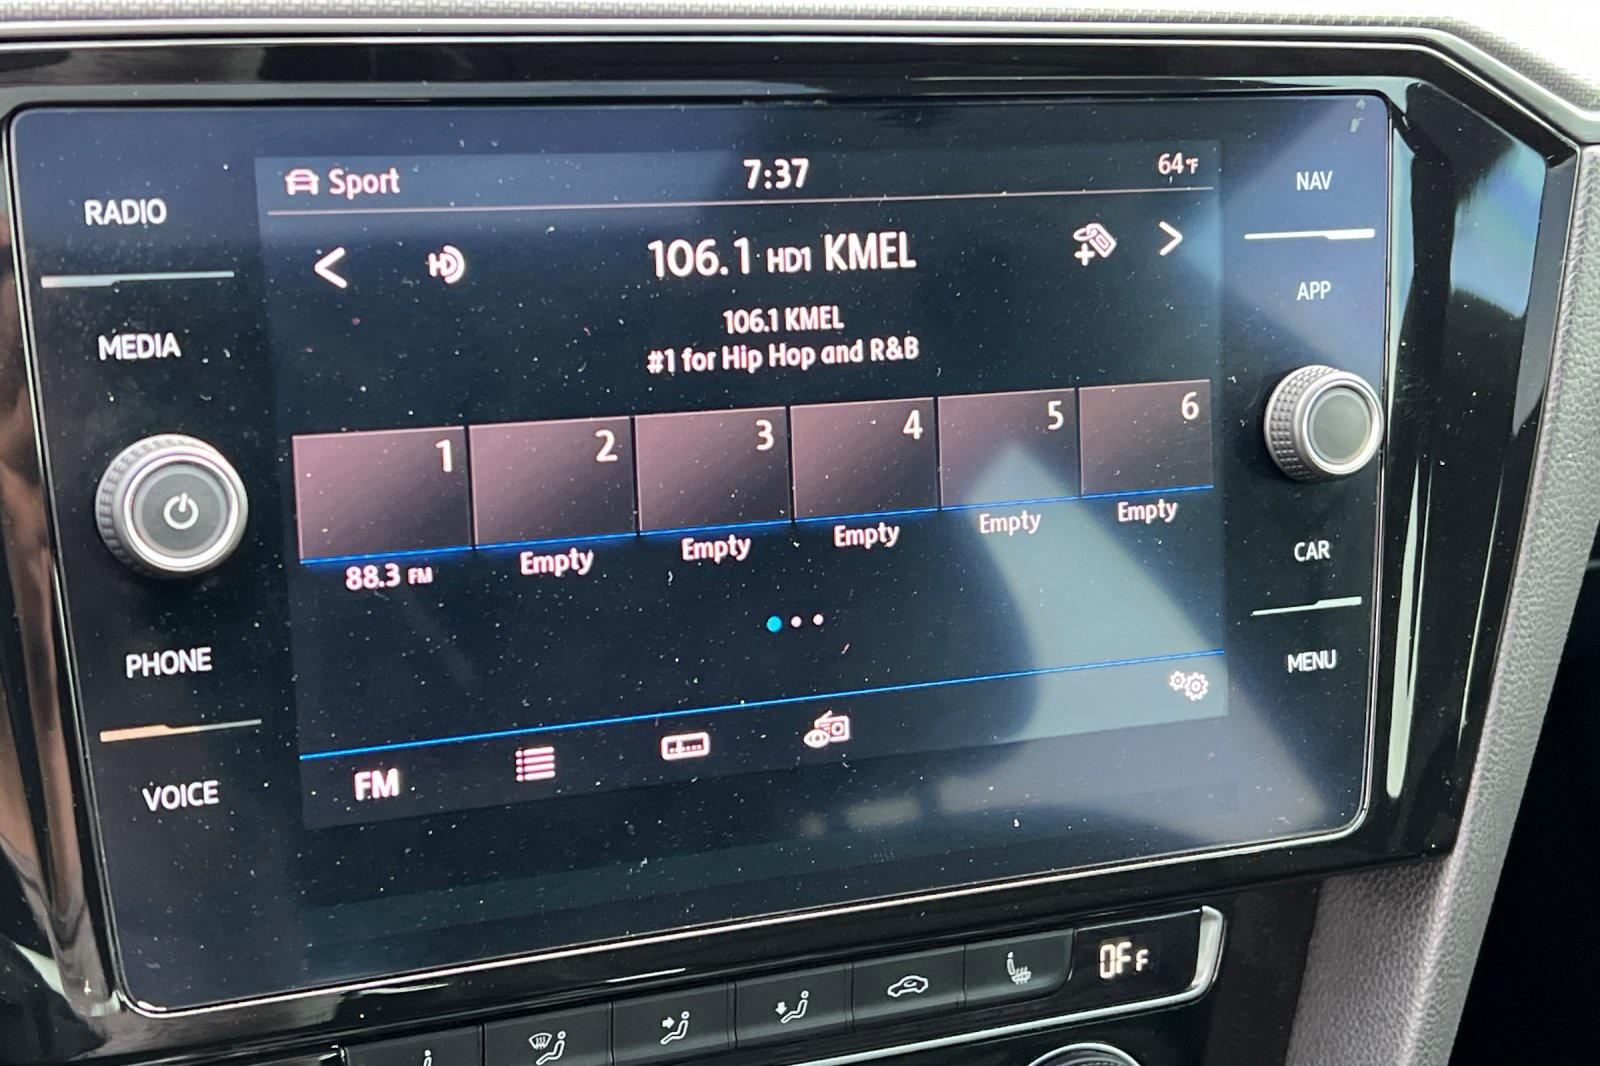 RADIO
MEDIA
PHONE
VOICE
Sport
7:37
64°F
HD
106.1 HD1 KMEL
106.1 KMEL
#1 for Hip Hop and R&B
1
2
3
4
5
6
88.3 FM
Empty
Empty
Empty
Empty
Empty
FM
NAV
APP
CAR
MENU
OFF